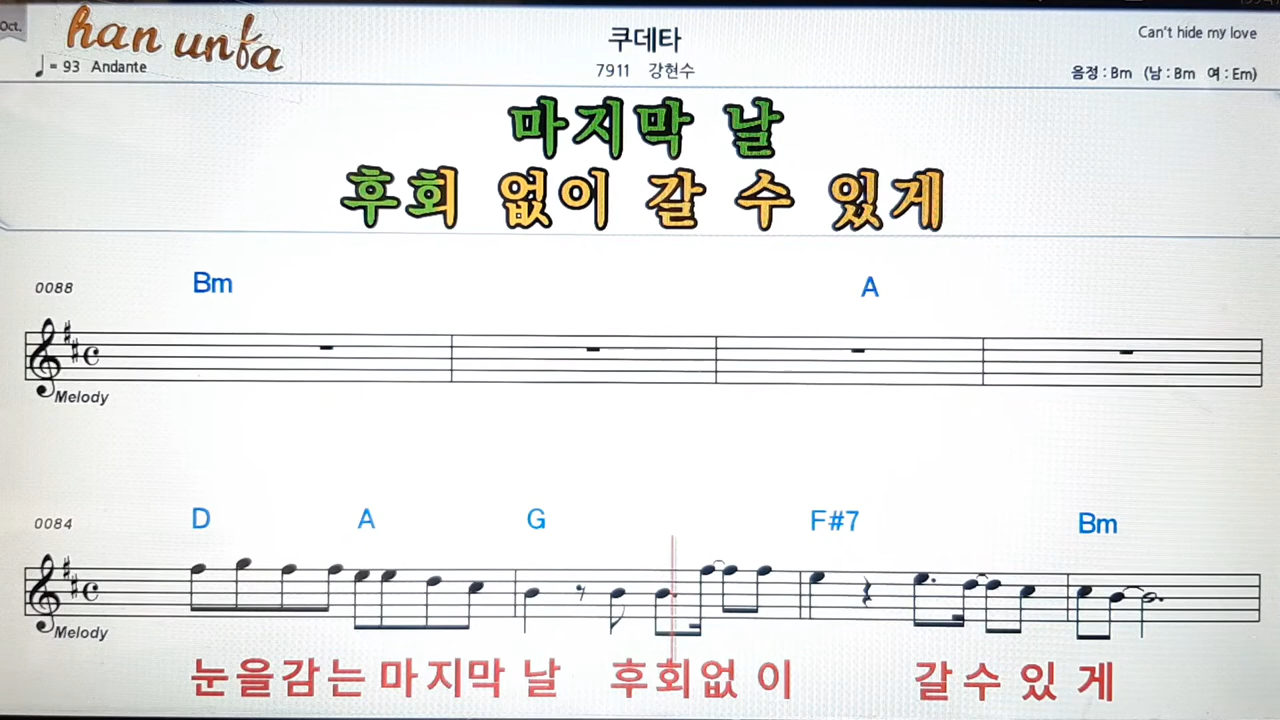 Oct.
han unfa
쿠데타
Can't hide my love
♩= 93 Andante
7911 강현수
음정 : Bm (남 : Bm 여 : Em)
마지막 날
후회 없이 갈 수 있게
0088
Bm A
Melody
0084
D A G F#7 Bm
Melody
눈을감는 마지막 날 후회없 이 갈수 있 게